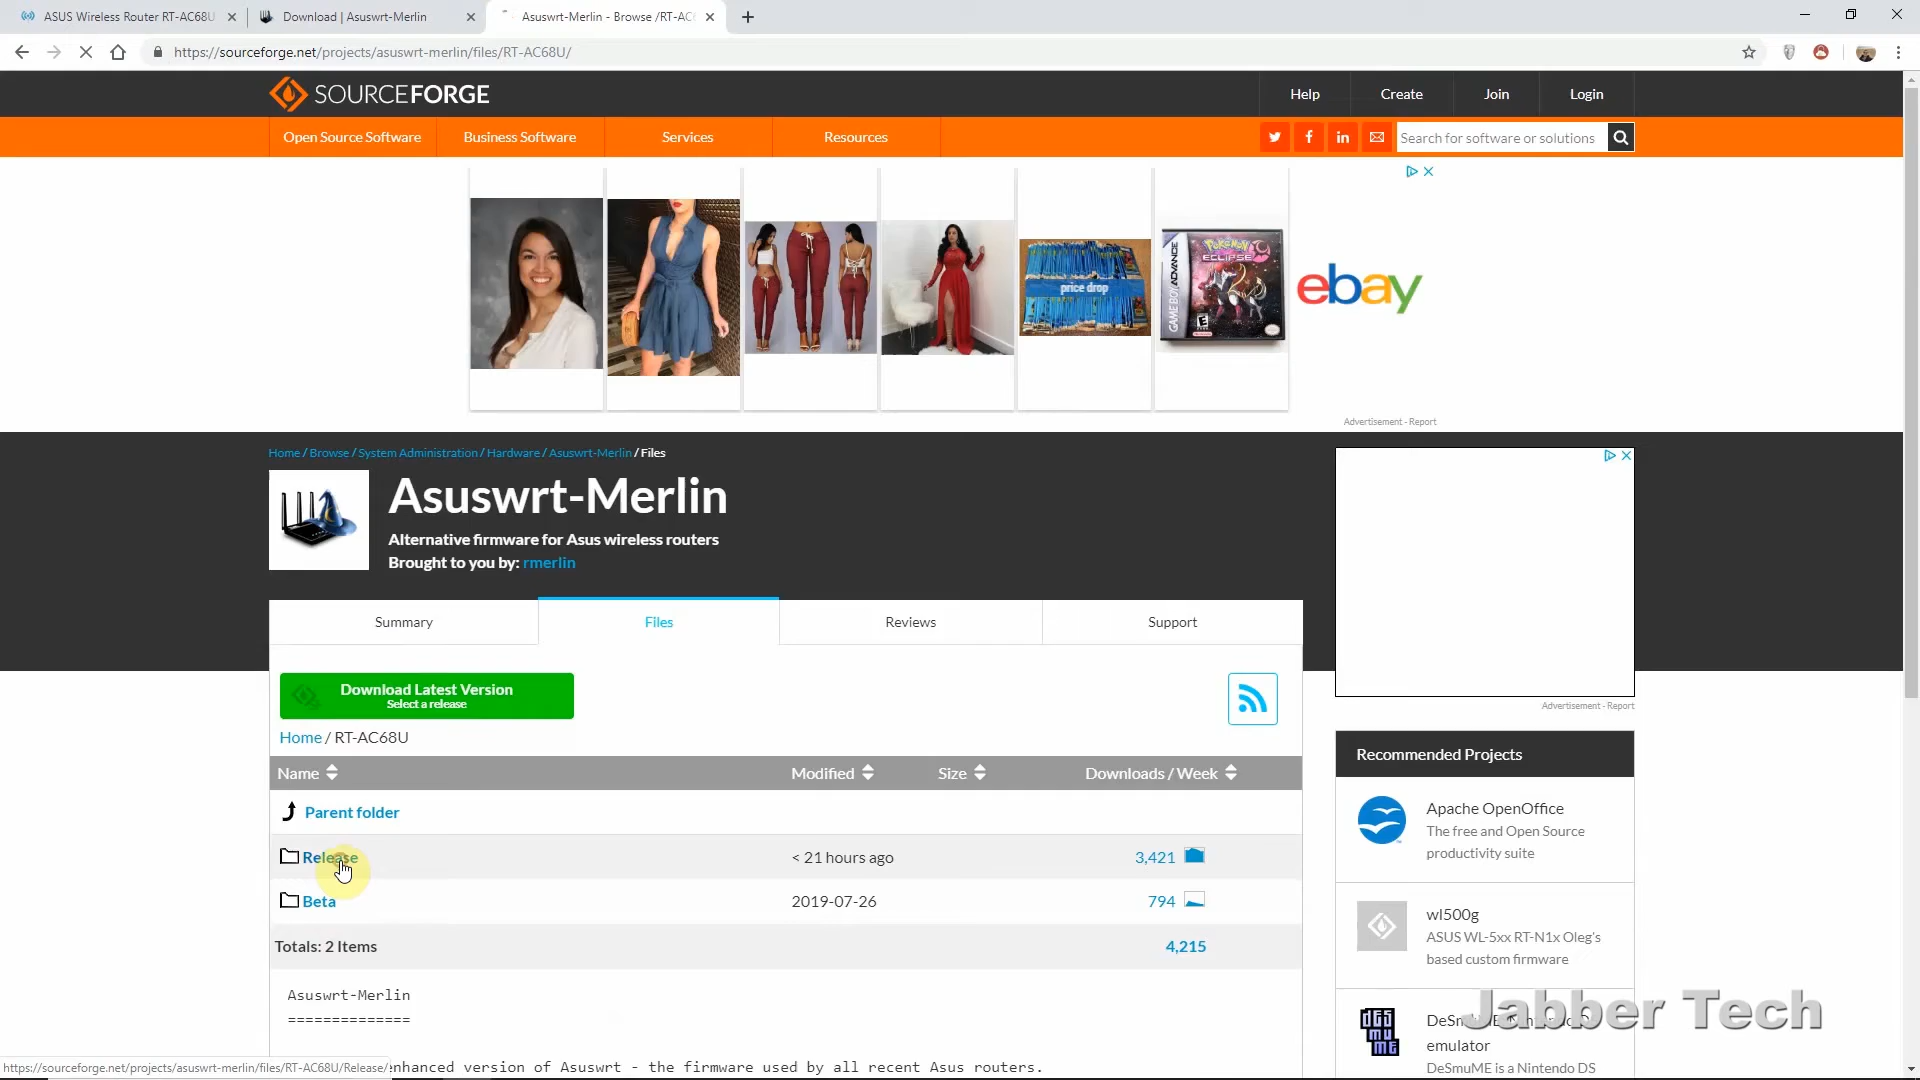 ASUS Wireless Router RT-AC68U
Download | Asuswrt-Merlin
Asuswrt-Merlin - Browse /RT-AC
https://sourceforge.net/projects/asuswrt-merlin/files/RT-AC68U/
SOURCEFORGE
Help
Create
Join
Login
Open Source Software
Business Software
Services
Resources
Search for software or solutions
GAME BOY ADVANCE
POKéMON
ECLIPSE
price drop
ebay
Advertisement - Report
Home / Browse / System Administration / Hardware / Asuswrt-Merlin / Files
Asuswrt-Merlin
Alternative firmware for Asus wireless routers
Brought to you by: rmerlin
Summary
Files
Reviews
Support
Download Latest Version
Select a release
Advertisement - Report
Home / RT-AC68U
Name
Modified
Size
Downloads / Week
Parent folder
Release
< 21 hours ago
3,421
Beta
2019-07-26
794
Totals: 2 Items
4,215
Asuswrt-Merlin
==============
nhanced version of Asuswrt - the firmware used by all recent Asus routers.
Recommended Projects
Apache OpenOffice
The free and Open Source
productivity suite
wl500g
ASUS WL-5xx RT-N1x Oleg's
based custom firmware
emulator
DeSmuME is a Nintendo DS
Jabber Tech
https://sourceforge.net/projects/asuswrt-merlin/files/RT-AC68U/Release/